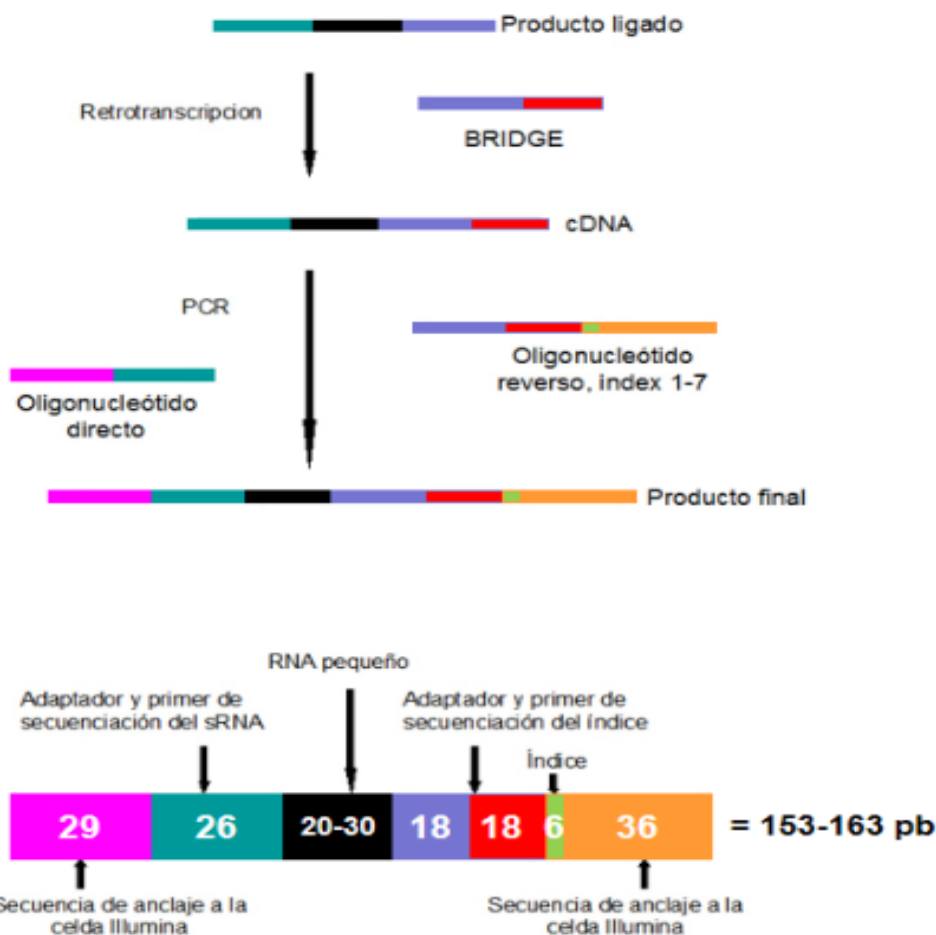 Producto ligado
Retrotranscripcion
BRIDGE
cDNA
PCR
Oligonucleótido
reverso, index 1-7
Oligonucleótido
directo
Producto final
RNA pequeño
Adaptador y primer de
secuenciación del sRNA
Adaptador y primer de
secuenciación del índice
Índice
29 26 20-30 18 18 6 36 = 153-163 pb
Secuencia de anclaje a la
celda Illumina
Secuencia de anclaje a la
celda Illumina